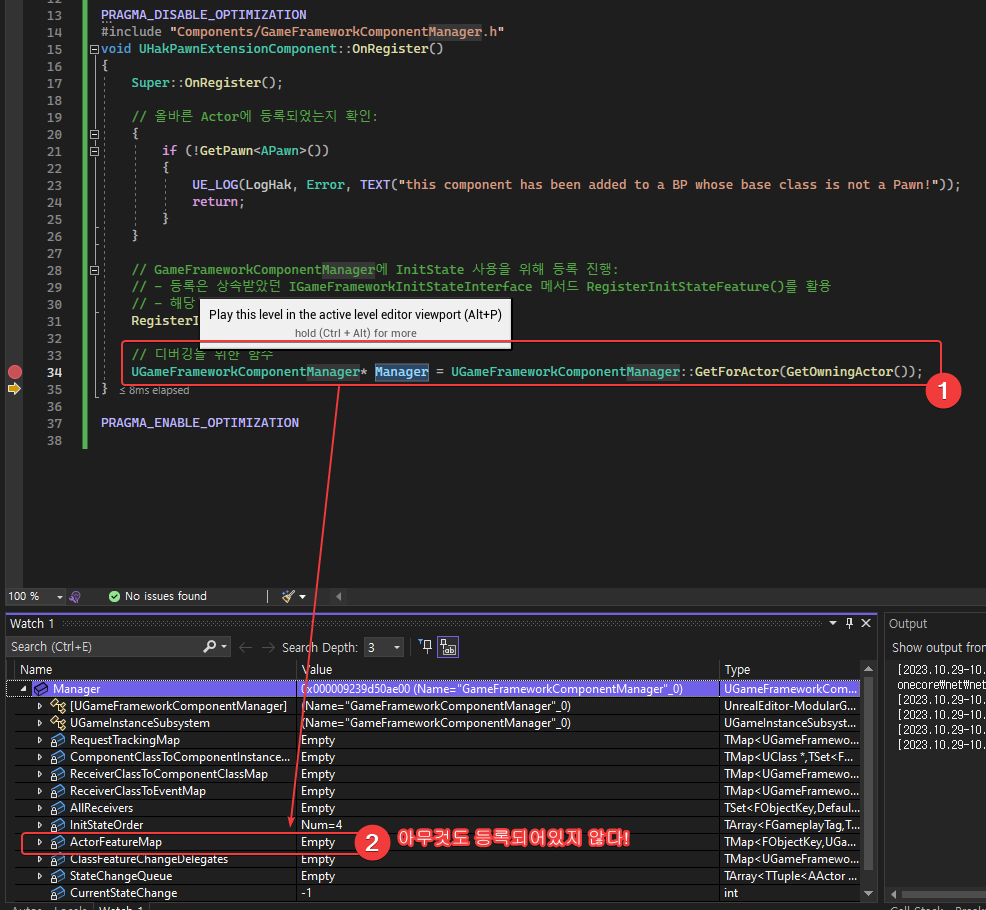 12
13 PRAGMA_DISABLE_OPTIMIZATION
14 #include "Components/GameFrameworkComponentManager.h"
15 void UHakPawnExtensionComponent::OnRegister()
16 {
17 Super::OnRegister();
18
19 // 올바른 Actor에 등록되었는지 확인:
20 {
21 if (!GetPawn<APawn>())
22 {
23 UE_LOG(LogHak, Error, TEXT("this component has been added to a BP whose base class is not a Pawn!"));
24 return;
25 }
26 }
27
28 // GameFrameworkComponentManager에 InitState 사용을 위해 등록 진행:
29 // - 등록은 상속받았던 IGameFrameworkInitStateInterface 메서드 RegisterInitStateFeature()를 활용
30 // - 해당
31 RegisterI
Play this level in the active level editor viewport (Alt+P)
hold (Ctrl + Alt) for more
32
33 // 디버깅을 위한 함수
34 UGameFrameworkComponentManager* Manager = UGameFrameworkComponentManager::GetForActor(GetOwningActor());
1
35 } ≤ 8ms elapsed
36
37 PRAGMA_ENABLE_OPTIMIZATION
38
100 % No issues found
Watch 1
Search (Ctrl+E) Search Depth: 3
Name Value Type
Manager 0x000009239d50ae00 (Name="GameFrameworkComponentManager"_0) UGameFrameworkCom...
[UGameFrameworkComponentManager] (Name="GameFrameworkComponentManager"_0) UnrealEditor-ModularG...
UGameInstanceSubsystem (Name="GameFrameworkComponentManager"_0) UGameInstanceSubsyst...
RequestTrackingMap Empty TMap<UGameFramewo...
ComponentClassToComponentInstance... Empty TMap<UClass *,TSet<F...
ReceiverClassToComponentClassMap Empty TMap<UGameFramewo...
ReceiverClassToEventMap Empty TMap<UGameFramewo...
AllReceivers Empty TSet<FObjectKey,Defaul...
InitStateOrder Num=4 TArray<FGameplayTag,T...
ActorFeatureMap Empty TMap<FObjectKey,UGa...
2 아무것도 등록되어있지 않다!
ClassFeatureChangeDelegates Empty TMap<UGameFramewo...
StateChangeQueue Empty TArray<TTuple<AActor ...
CurrentStateChange -1 int
Output
Show output from
[2023.10.29-10.
onecore\net\net
[2023.10.29-10.
[2023.10.29-10.
[2023.10.29-10.
[2023.10.29-10.
Autos Locals Watch 1
Call Stack